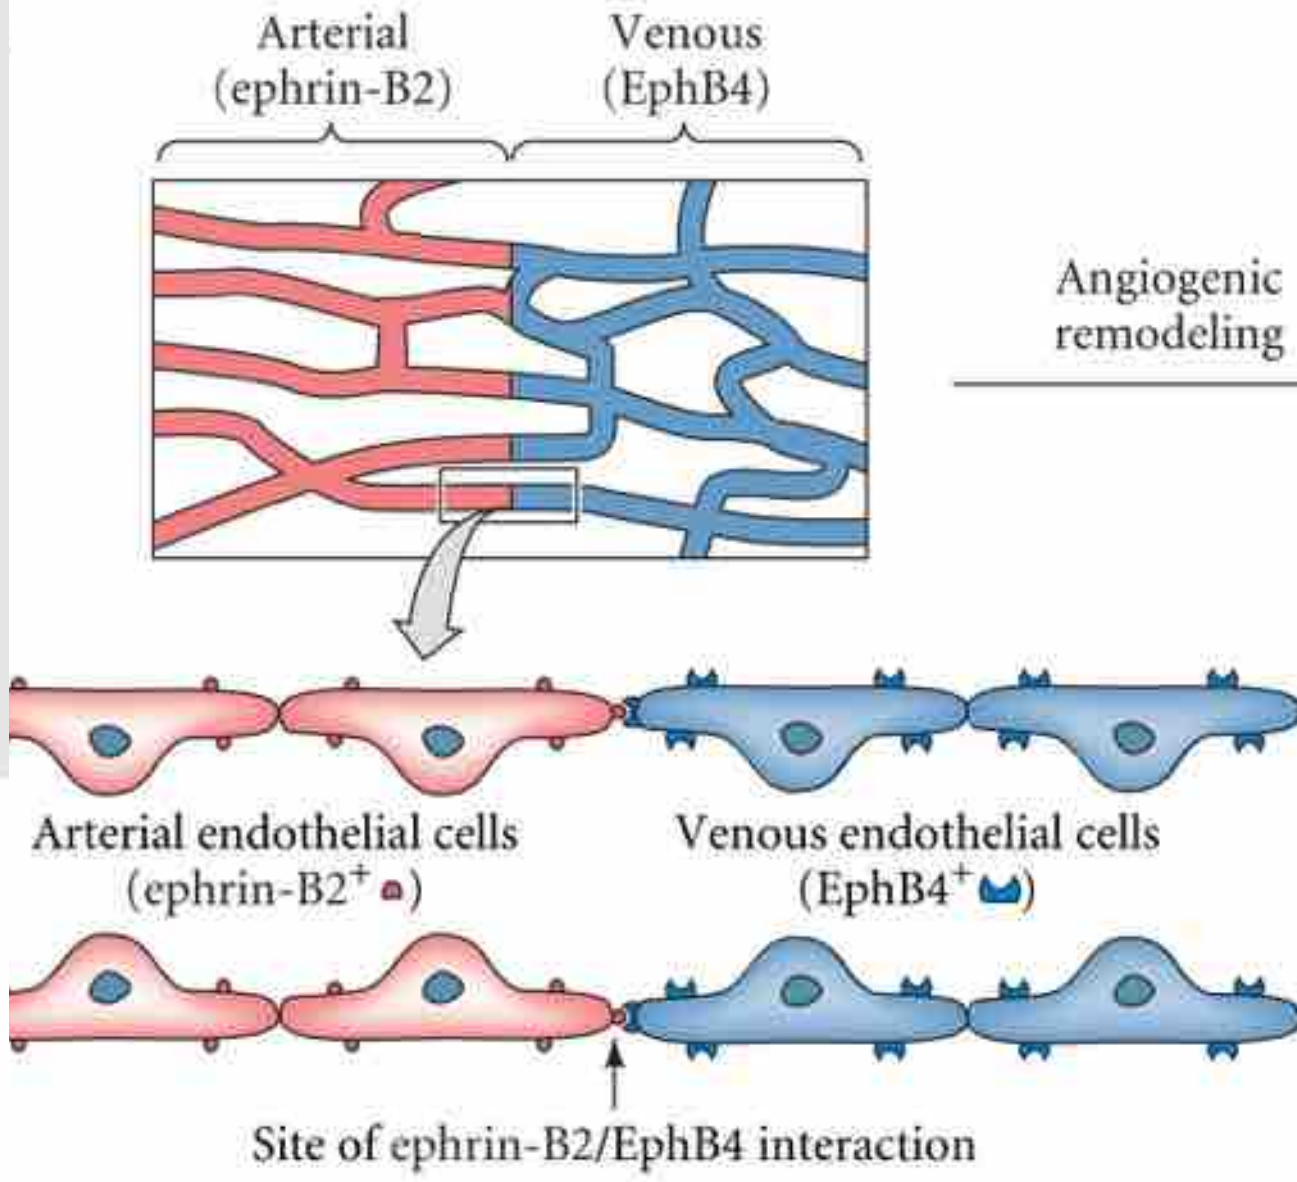 Arterial
(ephrin-B2)
Venous
(EphB4)
Angiogenic
remodeling
Arterial endothelial cells
(ephrin-B2⁺ )
Venous endothelial cells
(EphB4⁺ )
Site of ephrin-B2/EphB4 interaction